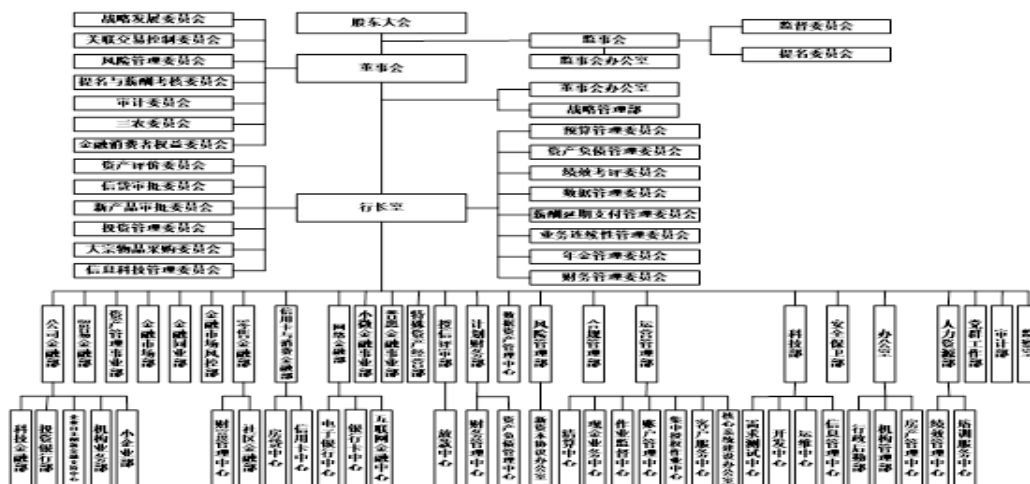 战略发展委员会
关联交易控制委员会
风险管理委员会
提名与薪酬考核委员会
审计委员会
三农委员会
金融消费者权益委员会
资产评价委员会
信贷审批委员会
新产品审批委员会
投资管理委员会
大宗物品采购委员会
信息科技管理委员会
股东大会
董事会
行长室
监事会
监事会办公室
监督委员会
提名委员会
董事会办公室
战略管理部
预算管理委员会
资产负债管理委员会
绩效考评委员会
数据管理委员会
薪酬延期支付管理委员会
业务连续性管理委员会
年金管理委员会
财务管理委员会
公司金融部
贸易金融部
资产管理事业部
金融市场部
金融同业部
金融市场风控部
零售金融部
信用卡与消费金融部
网络金融部
小微金融事业部
普惠金融事业部
特殊资产经营部
授信评审部
计划财务部
数据资产管理中心
风险管理部
合规管理部
运营管理部
科技部
安全保卫部
办公室
人力资源部
党群工作部
审计部
科技金融部
投资银行部
机构业务部
小企业部
财富管理中心
社区金融部
房贷中心
信用卡中心
电子银行中心
银行卡中心
互联网金融中心
放款中心
财务管理中心
资产负债管理中心
新资本协议办公室
结算中心
现金业务中心
作业监督中心
账户管理中心
集中授权作业中心
客户服务中心
核心系统建设办公室
需求测试中心
开发中心
运维中心
信息管理中心
行政后勤部
机构管理部
房产管理中心
绩效管理中心
培训服务中心